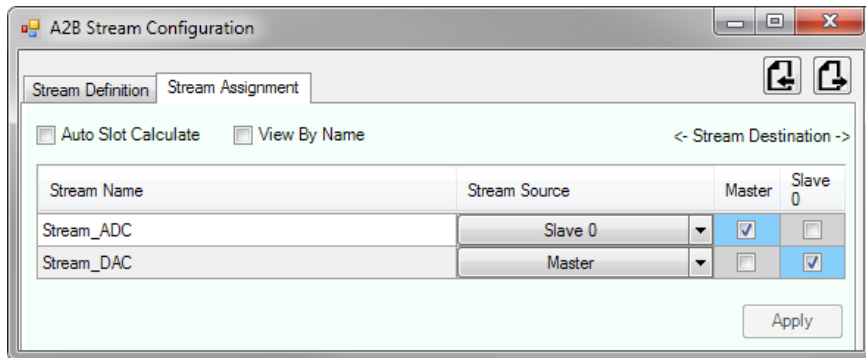 A2B Stream Configuration
Stream Definition Stream Assignment
Auto Slot Calculate View By Name <- Stream Destination ->
Stream Name Stream Source Master Slave 0
Stream_ADC Slave 0
Stream_DAC Master
Apply